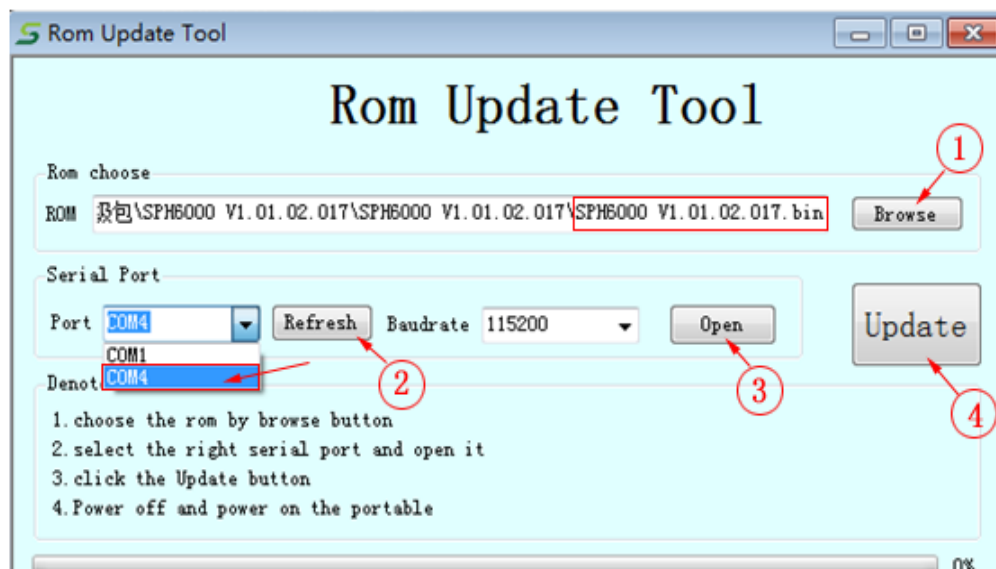 Rom Update Tool
Rom Update Tool
1
Rom choose
ROM 及包\SPH6000 V1.01.02.017\SPH6000 V1.01.02.017\SPH6000 V1.01.02.017.bin Browse
Serial Port
Port COM4 Refresh Baudrate 115200 Open Update
COM1
COM4
2
3
4
Denot
1.choose the rom by browse button
2.select the right serial port and open it
3.click the Update button
4.Power off and power on the portable
0%